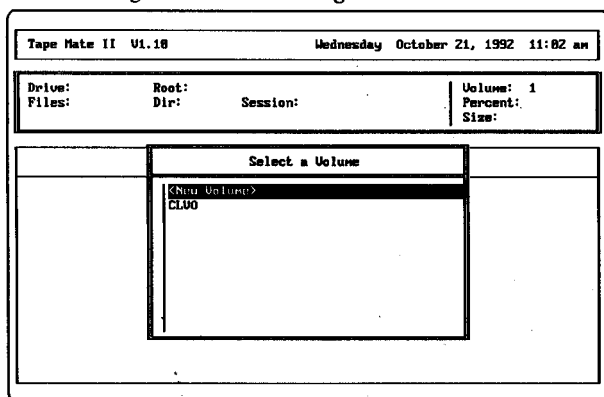 Tape Mate II V1.10 Wednesday October 21, 1992 11:02 am
Drive: Root: Volume: 1
Files: Dir: Session: Percent:
Size:
Select a Volume
<New Volume>
CLVO